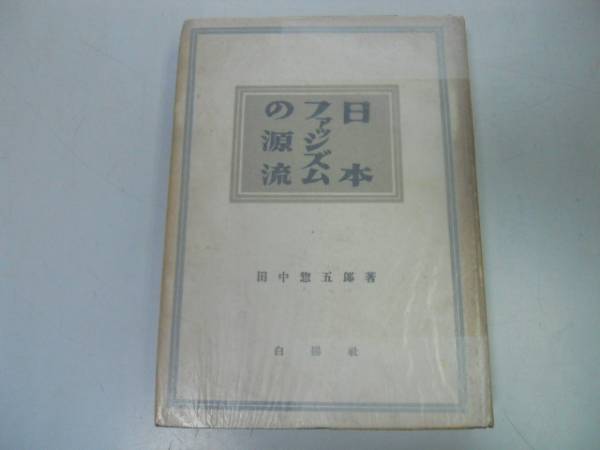 日本
ファッシズム
の源流
田中惣五郎著
白揚社